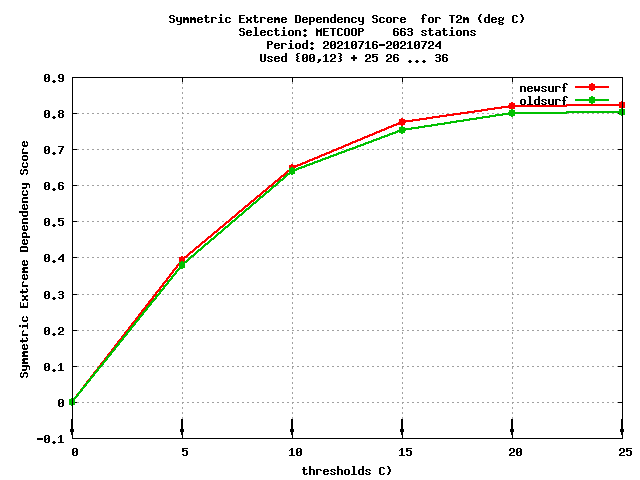 Symmetric Extreme Dependency Score  for T2m (deg C)
Selection: METCOOP    663 stations
Period: 20210716-20210724
Used {00,12} + 25 26 ... 36
newsurf
oldsurf
Symmetric Extreme Dependency Score
0.9
0.8
0.7
0.6
0.5
0.4
0.3
0.2
0.1
0
-0.1
0 5 10 15 20 25
thresholds C)